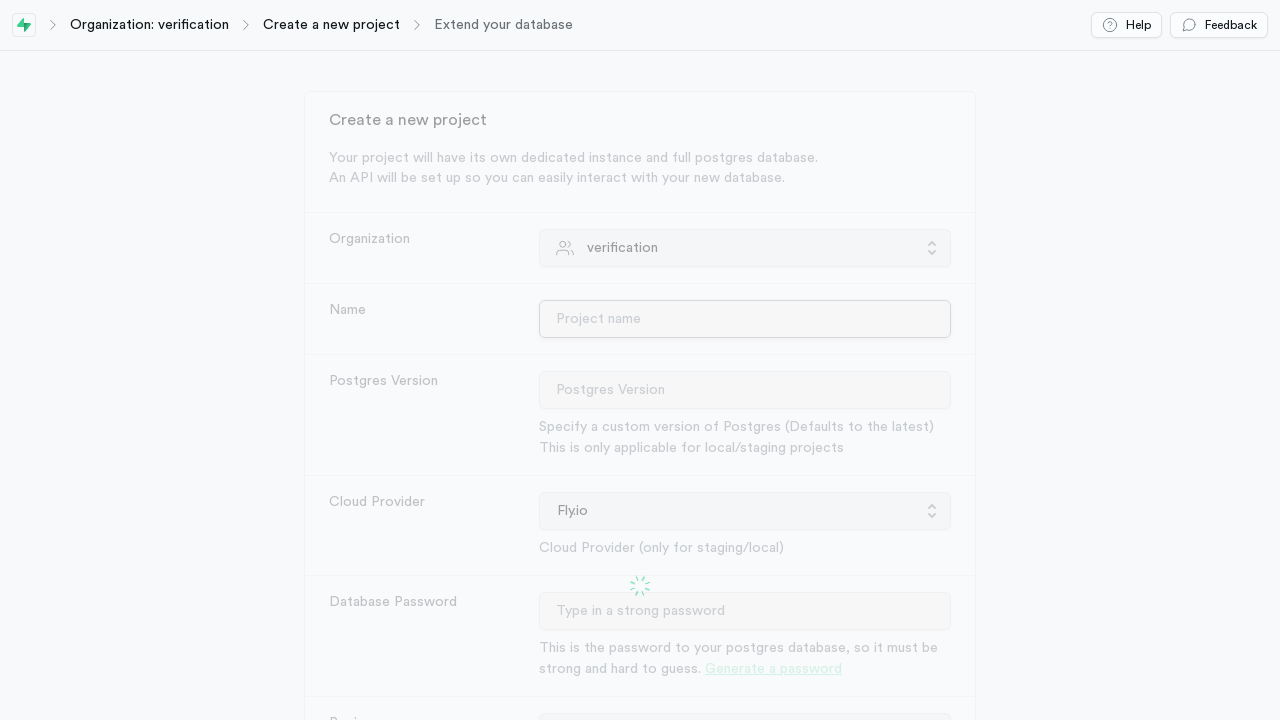 Organization: verification
Create a new project
Extend your database
Help
Feedback
Create a new project
Your project will have its own dedicated instance and full postgres database.
An API will be set up so you can easily interact with your new database.
Organization
verification
Name
Project name
Postgres Version
Postgres Version
Specify a custom version of Postgres (Defaults to the latest)
This is only applicable for local/staging projects
Cloud Provider
Fly.io
Cloud Provider (only for staging/local)
Database Password
Type in a strong password
This is the password to your postgres database, so it must be
strong and hard to guess. Generate a password